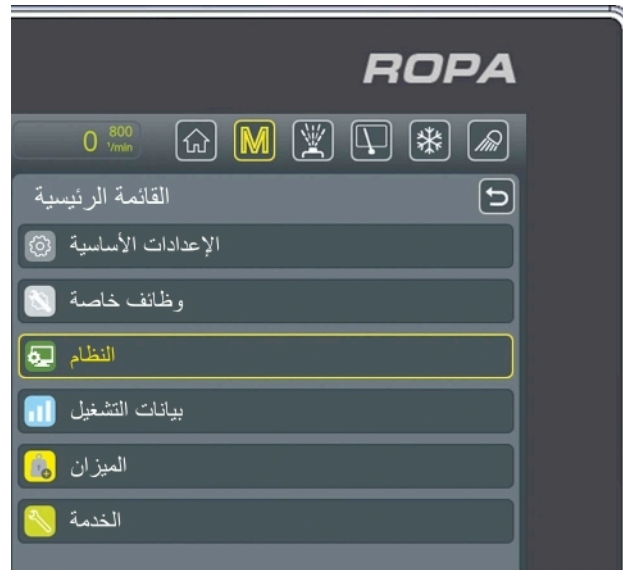 ROPA
0 800 1/min
M
القائمة الرئيسية
الإعدادات الأساسية
وظائف خاصة
النظام
بيانات التشغيل
الميزان
الخدمة